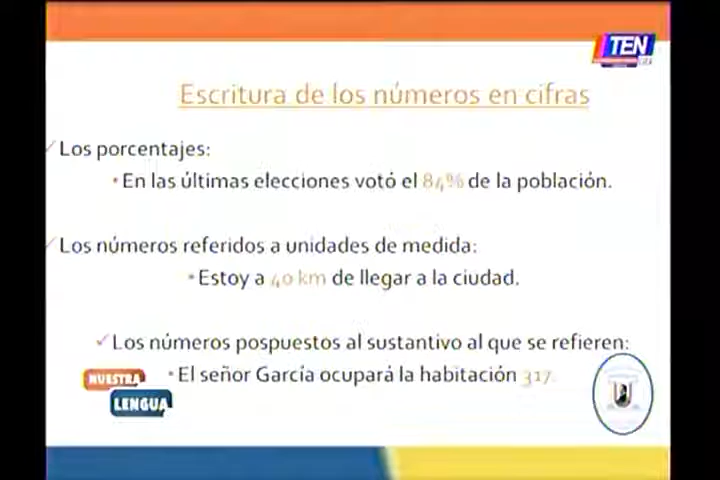 TEN
Escritura de los números en cifras
✓ Los porcentajes:
• En las últimas elecciones votó el 84% de la población.
✓ Los números referidos a unidades de medida:
• Estoy a 40 km de llegar a la ciudad.
✓ Los números pospuestos al sustantivo al que se refieren:
• El señor García ocupará la habitación 317.
NUESTRA
LENGUA